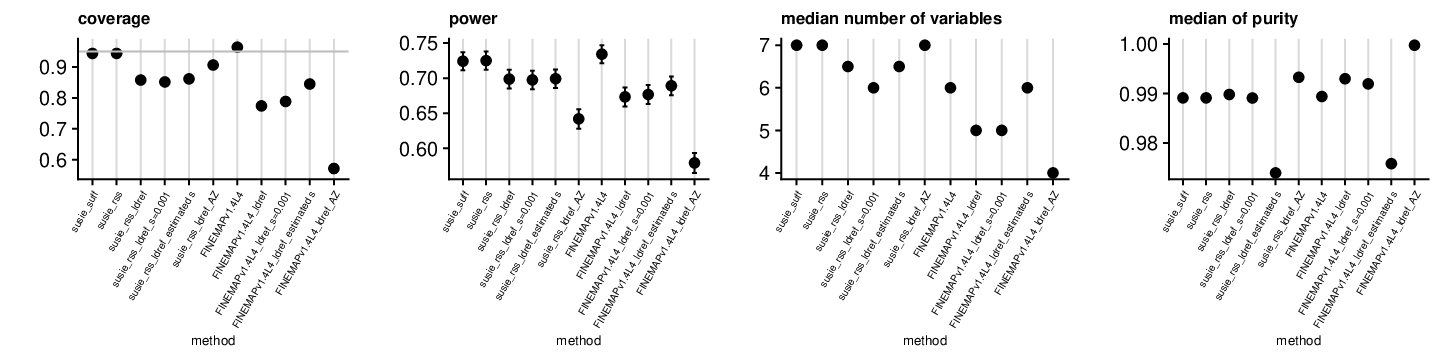 coverage
0.9
0.8
0.7
0.6
susie_suff
susie_rss
susie_rss_ldref
susie_rss_ldref_s=0.001
susie_rss_ldref_estimated s
susie_rss_ldref_AZ
FINEMAPv1.4L4
FINEMAPv1.4L4_ldref
FINEMAPv1.4L4_ldref_s=0.001
FINEMAPv1.4L4_ldref_estimated s
FINEMAPv1.4L4_ldref_AZ
method
power
0.75
0.70
0.65
0.60
susie_suff
susie_rss
susie_rss_ldref
susie_rss_ldref_s=0.001
susie_rss_ldref_estimated s
susie_rss_ldref_AZ
FINEMAPv1.4L4
FINEMAPv1.4L4_ldref
FINEMAPv1.4L4_ldref_s=0.001
FINEMAPv1.4L4_ldref_estimated s
FINEMAPv1.4L4_ldref_AZ
method
median number of variables
7
6
5
4
susie_suff
susie_rss
susie_rss_ldref
susie_rss_ldref_s=0.001
susie_rss_ldref_estimated s
susie_rss_ldref_AZ
FINEMAPv1.4L4
FINEMAPv1.4L4_ldref
FINEMAPv1.4L4_ldref_s=0.001
FINEMAPv1.4L4_ldref_estimated s
FINEMAPv1.4L4_ldref_AZ
method
median of purity
1.00
0.99
0.98
susie_suff
susie_rss
susie_rss_ldref
susie_rss_ldref_s=0.001
susie_rss_ldref_estimated s
susie_rss_ldref_AZ
FINEMAPv1.4L4
FINEMAPv1.4L4_ldref
FINEMAPv1.4L4_ldref_s=0.001
FINEMAPv1.4L4_ldref_estimated s
FINEMAPv1.4L4_ldref_AZ
method